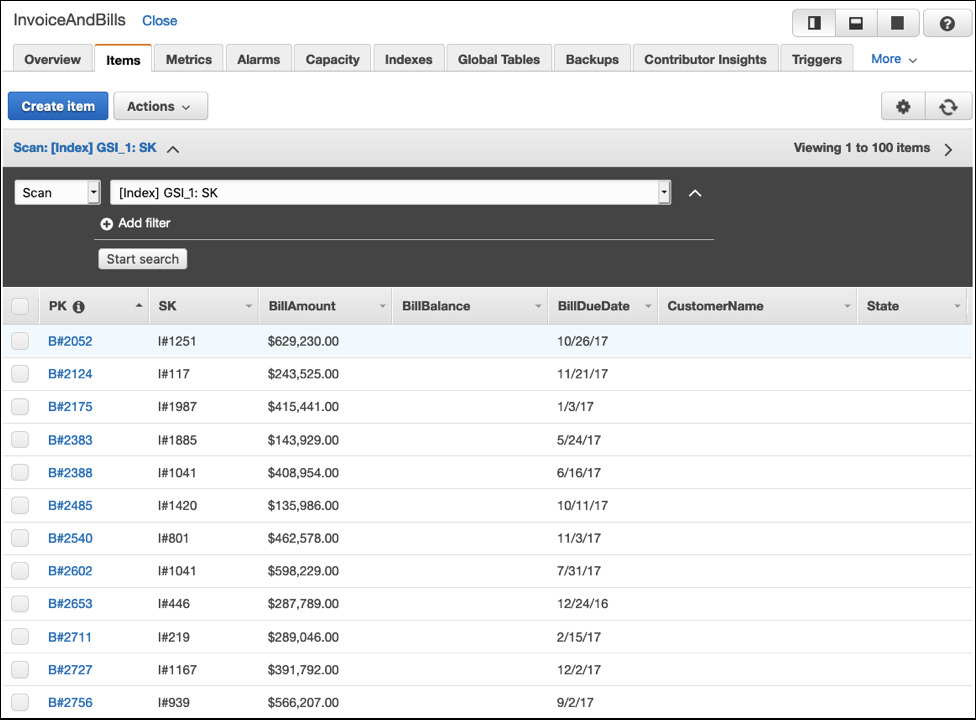 InvoiceAndBills Close
Overview Items Metrics Alarms Capacity Indexes Global Tables Backups Contributor Insights Triggers More
Create item Actions
Scan: [Index] GSI_1: SK Viewing 1 to 100 items
Scan [Index] GSI_1: SK
Add filter
Start search
PK SK BillAmount BillBalance BillDueDate CustomerName State
B#2052 I#1251 $629,230.00 10/26/17
B#2124 I#117 $243,525.00 11/21/17
B#2175 I#1987 $415,441.00 1/3/17
B#2383 I#1885 $143,929.00 5/24/17
B#2388 I#1041 $408,954.00 6/16/17
B#2485 I#1420 $135,986.00 10/11/17
B#2540 I#801 $462,578.00 11/3/17
B#2602 I#1041 $598,229.00 7/31/17
B#2653 I#446 $287,789.00 12/24/16
B#2711 I#219 $289,046.00 2/15/17
B#2727 I#1167 $391,792.00 12/2/17
B#2756 I#939 $566,207.00 9/2/17